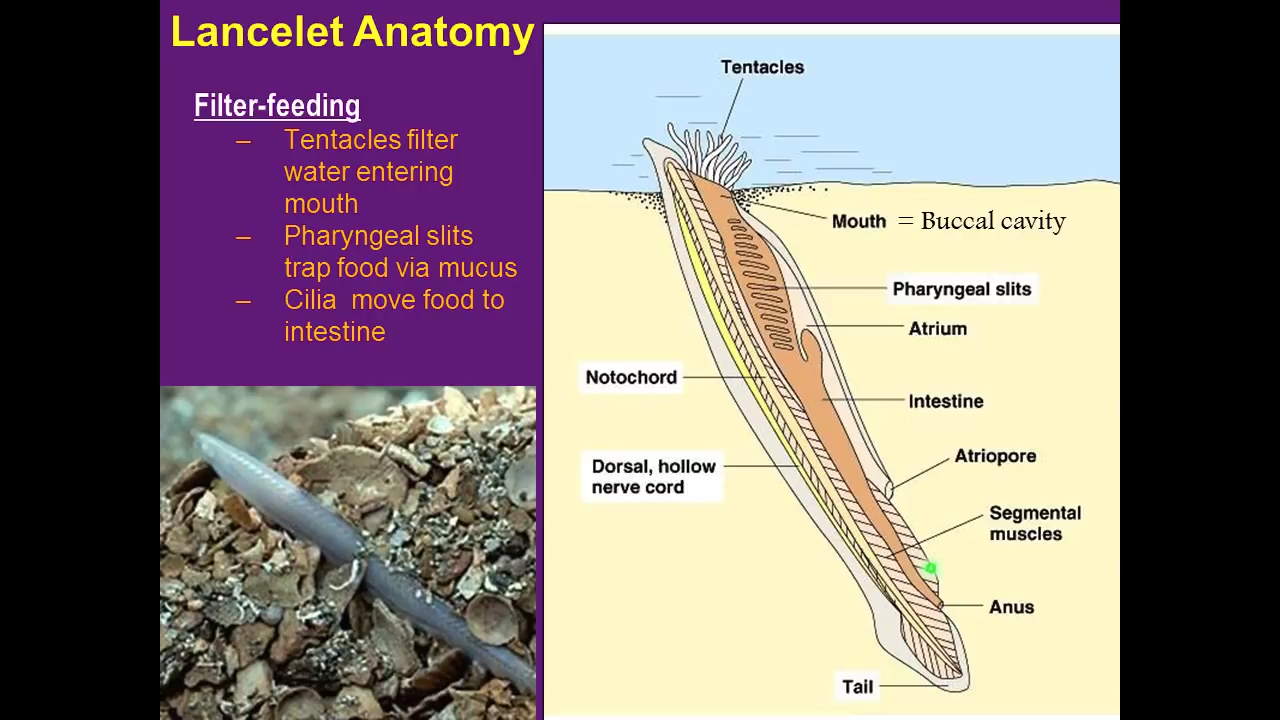 Lancelet Anatomy
Filter-feeding
– Tentacles filter
water entering
mouth
– Pharyngeal slits
trap food via mucus
– Cilia move food to
intestine
Tentacles
Mouth = Buccal cavity
Pharyngeal slits
Atrium
Notochord
Intestine
Atriopore
Dorsal, hollow
nerve cord
Segmental
muscles
Anus
Tail